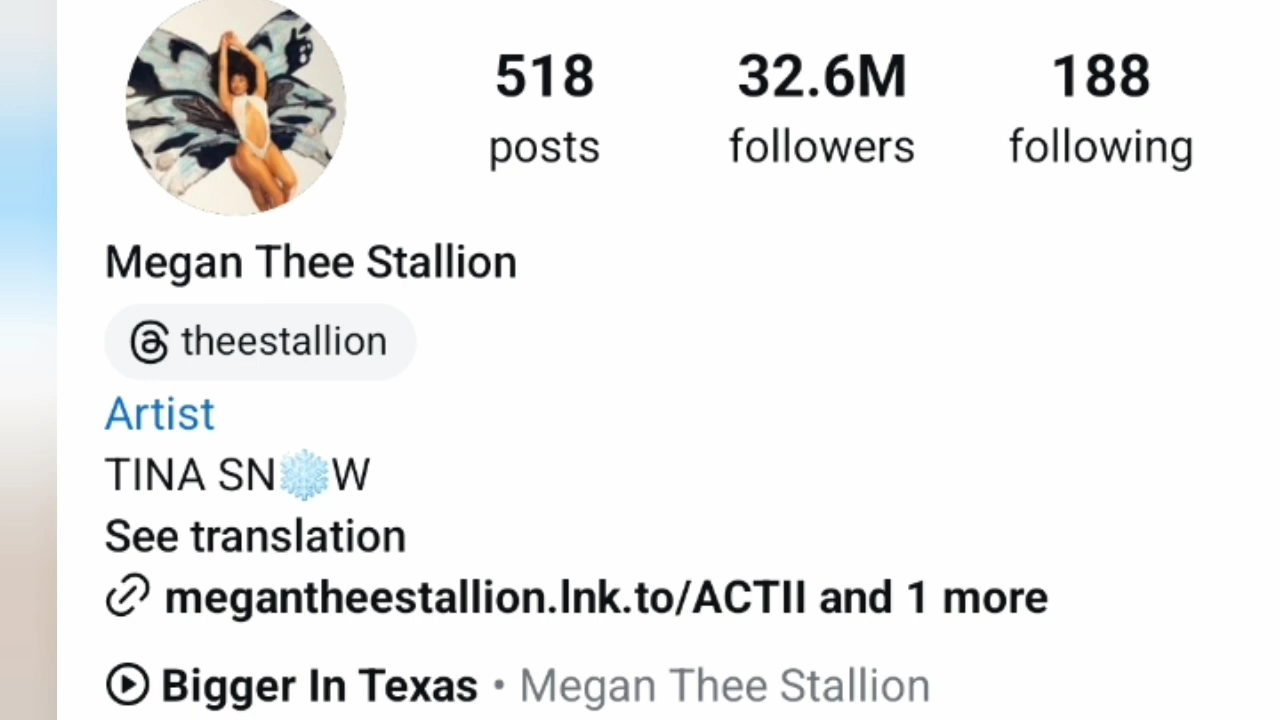 518 32.6M 188
posts followers following
Megan Thee Stallion
theestallion
Artist
TINA SN❄️W
See translation
megantheestallion.lnk.to/ACTII and 1 more
Bigger In Texas • Megan Thee Stallion